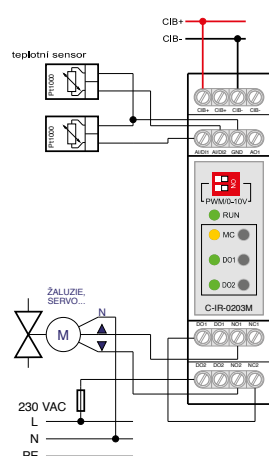 CIB+
CIB-
teplotní sensor
Pt1000
Pt1000
CIB+ CIB+ CIB- CIB-
AI/DI1 AI/DI2 GND AO1
ON
PWM/0-10V
RUN
MC
DO1
DO2
C-IR-0203M
ŽALUZIE,
SERVO...
N
M
DO1 DO1 NO1 NC1
DO2 DO2 NO2 NC2
230 VAC
L
N
PE